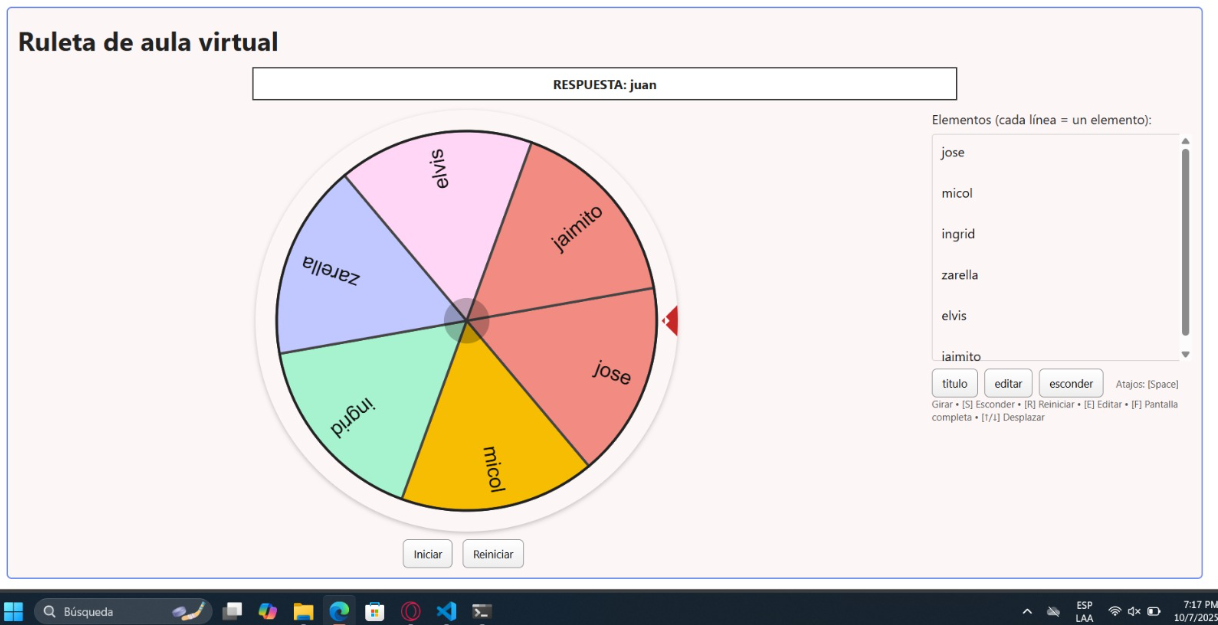 Ruleta de aula virtual
RESPUESTA: juan
Elementos (cada línea = un elemento):
jose
micol
ingrid
zarella
elvis
jaimito
titulo
editar
esconder
Atajos: [Space]
Girar • [S] Esconder • [R] Reiniciar • [E] Editar • [F] Pantalla
completa • [↑/↓] Desplazar
elvis
jaimito
zarella
jose
ingrid
micol
Iniciar
Reiniciar
Búsqueda
ESP
LAA
7:17 PM
10/7/2025